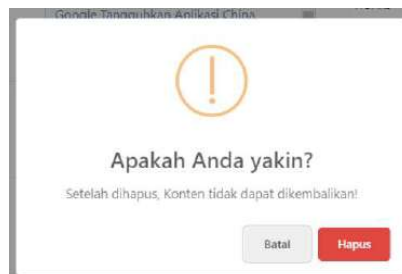 Google Tangguhkan Aplikasi China
Apakah Anda yakin?
Setelah dihapus, Konten tidak dapat dikembalikan!
Batal
Hapus